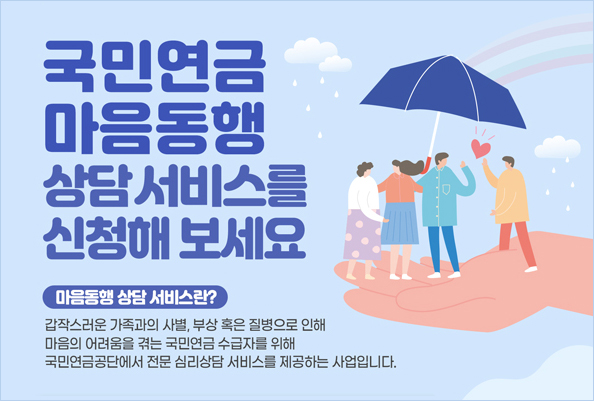 국민연금
마음동행
상담 서비스를
신청해 보세요
마음동행 상담 서비스란?
갑작스러운 가족과의 사별, 부상 혹은 질병으로 인해
마음의 어려움을 겪는 국민연금 수급자를 위해
국민연금공단에서 전문 심리상담 서비스를 제공하는 사업입니다.